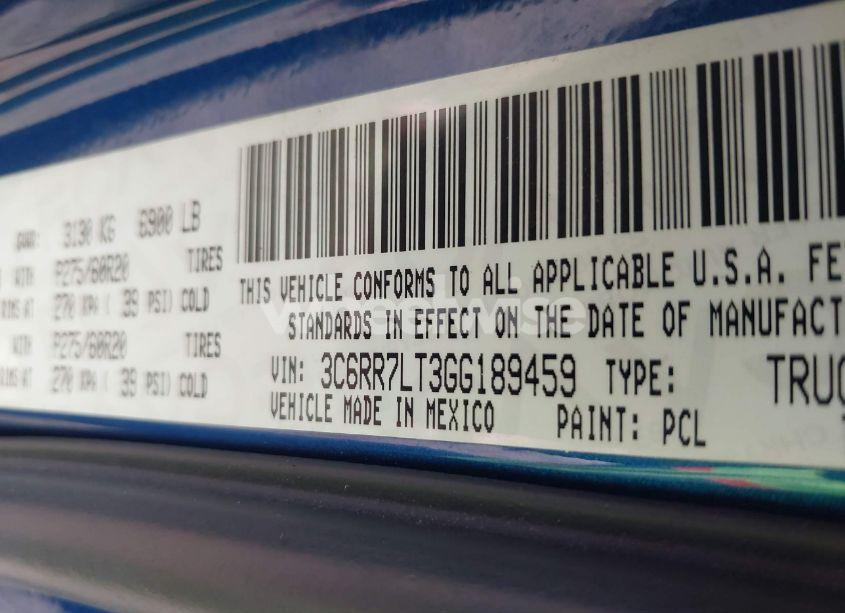 GVWR: 3130 KG 6900 LB
WITH P275/60R20 TIRES
RIMS AT 270 KPA ( 39 PSI) COLD
WITH P275/60R20 TIRES
RIMS AT 270 KPA ( 39 PSI) COLD
THIS VEHICLE CONFORMS TO ALL APPLICABLE U.S.A. FE
STANDARDS IN EFFECT ON THE DATE OF MANUFACT
VIN: 3C6RR7LT3GG189459 TYPE: TRUC
VEHICLE MADE IN MEXICO PAINT: PCL